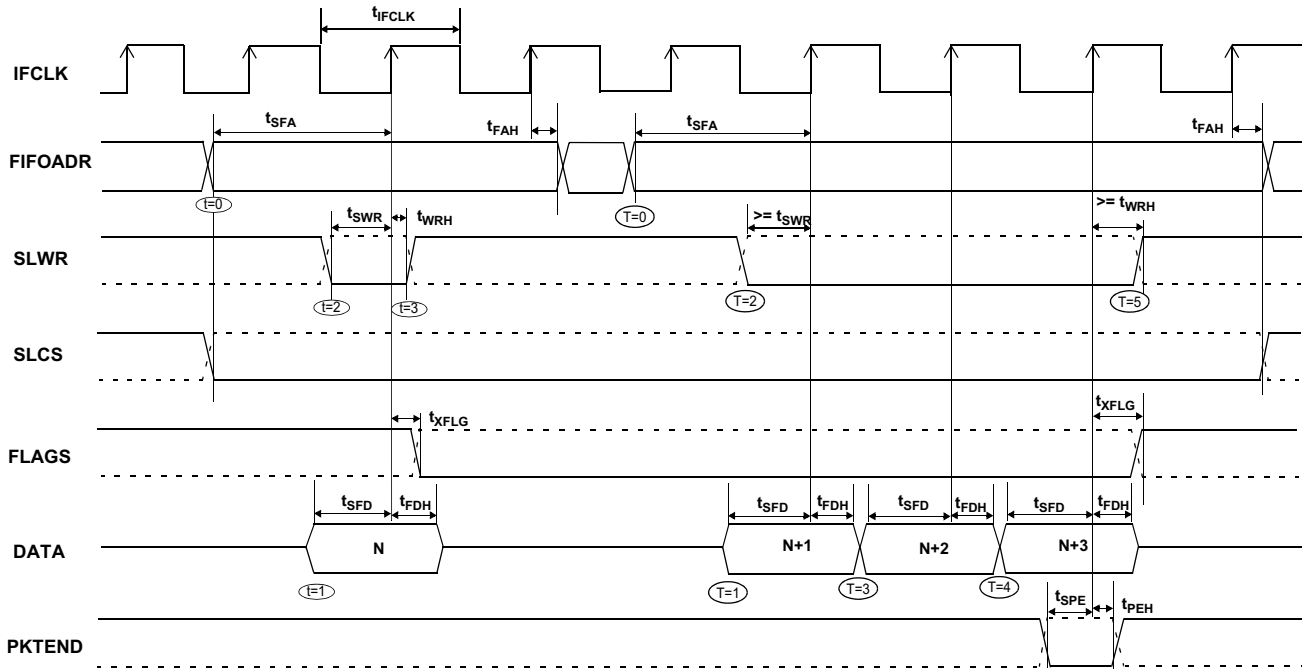 tIFCLK
IFCLK
tSFA
tFAH
tSFA
tFAH
FIFOADR
t=0
T=0
tSWR
tWRH
>= tSWR
>= tWRH
SLWR
t=2
t=3
T=2
T=5
SLCS
tXFLG
tXFLG
FLAGS
tSFD
tFDH
tSFD
tFDH
tSFD
tFDH
tSFD
tFDH
DATA
N
N+1
N+2
N+3
t=1
T=1
T=3
T=4
tSPE
tPEH
PKTEND